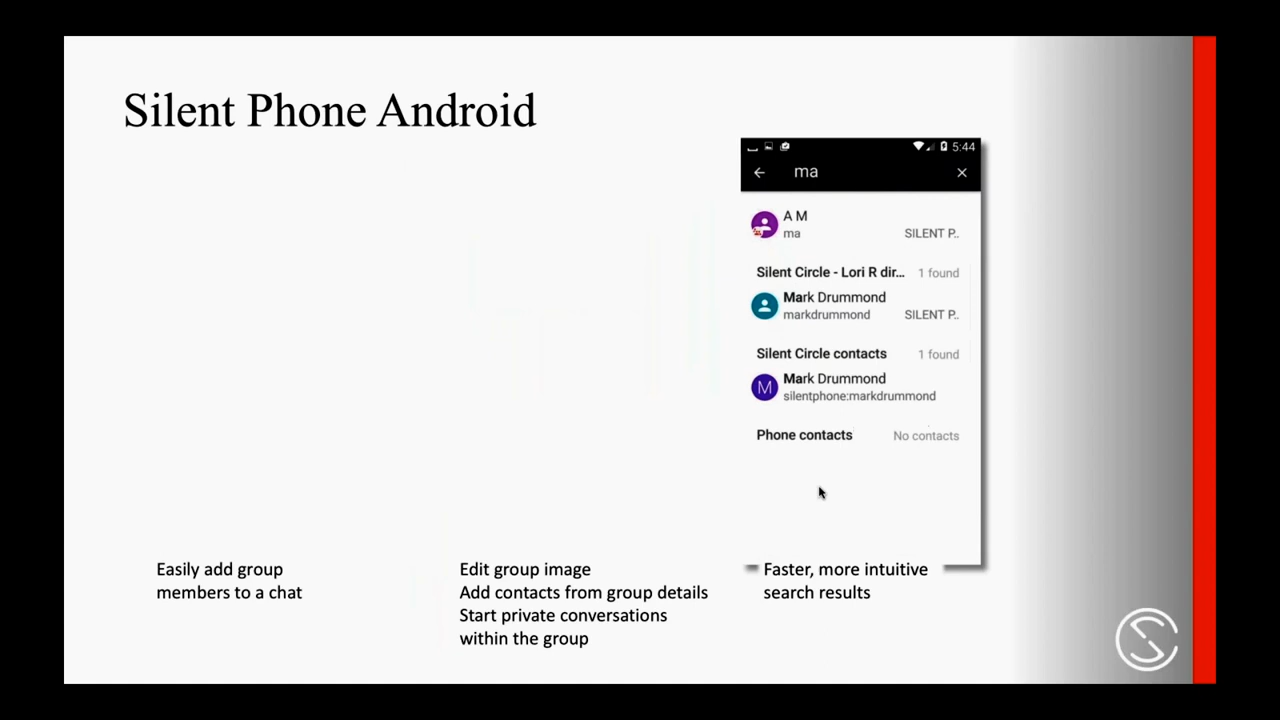 Silent Phone Android
5:44
ma
A M
ma
SILENT P..
Silent Circle - Lori R dir...
1 found
Mark Drummond
markdrummond
SILENT P..
Silent Circle contacts
1 found
M
Mark Drummond
silentphone:markdrummond
Phone contacts
No contacts
Easily add group
members to a chat
Edit group image
Add contacts from group details
Start private conversations
within the group
Faster, more intuitive
search results